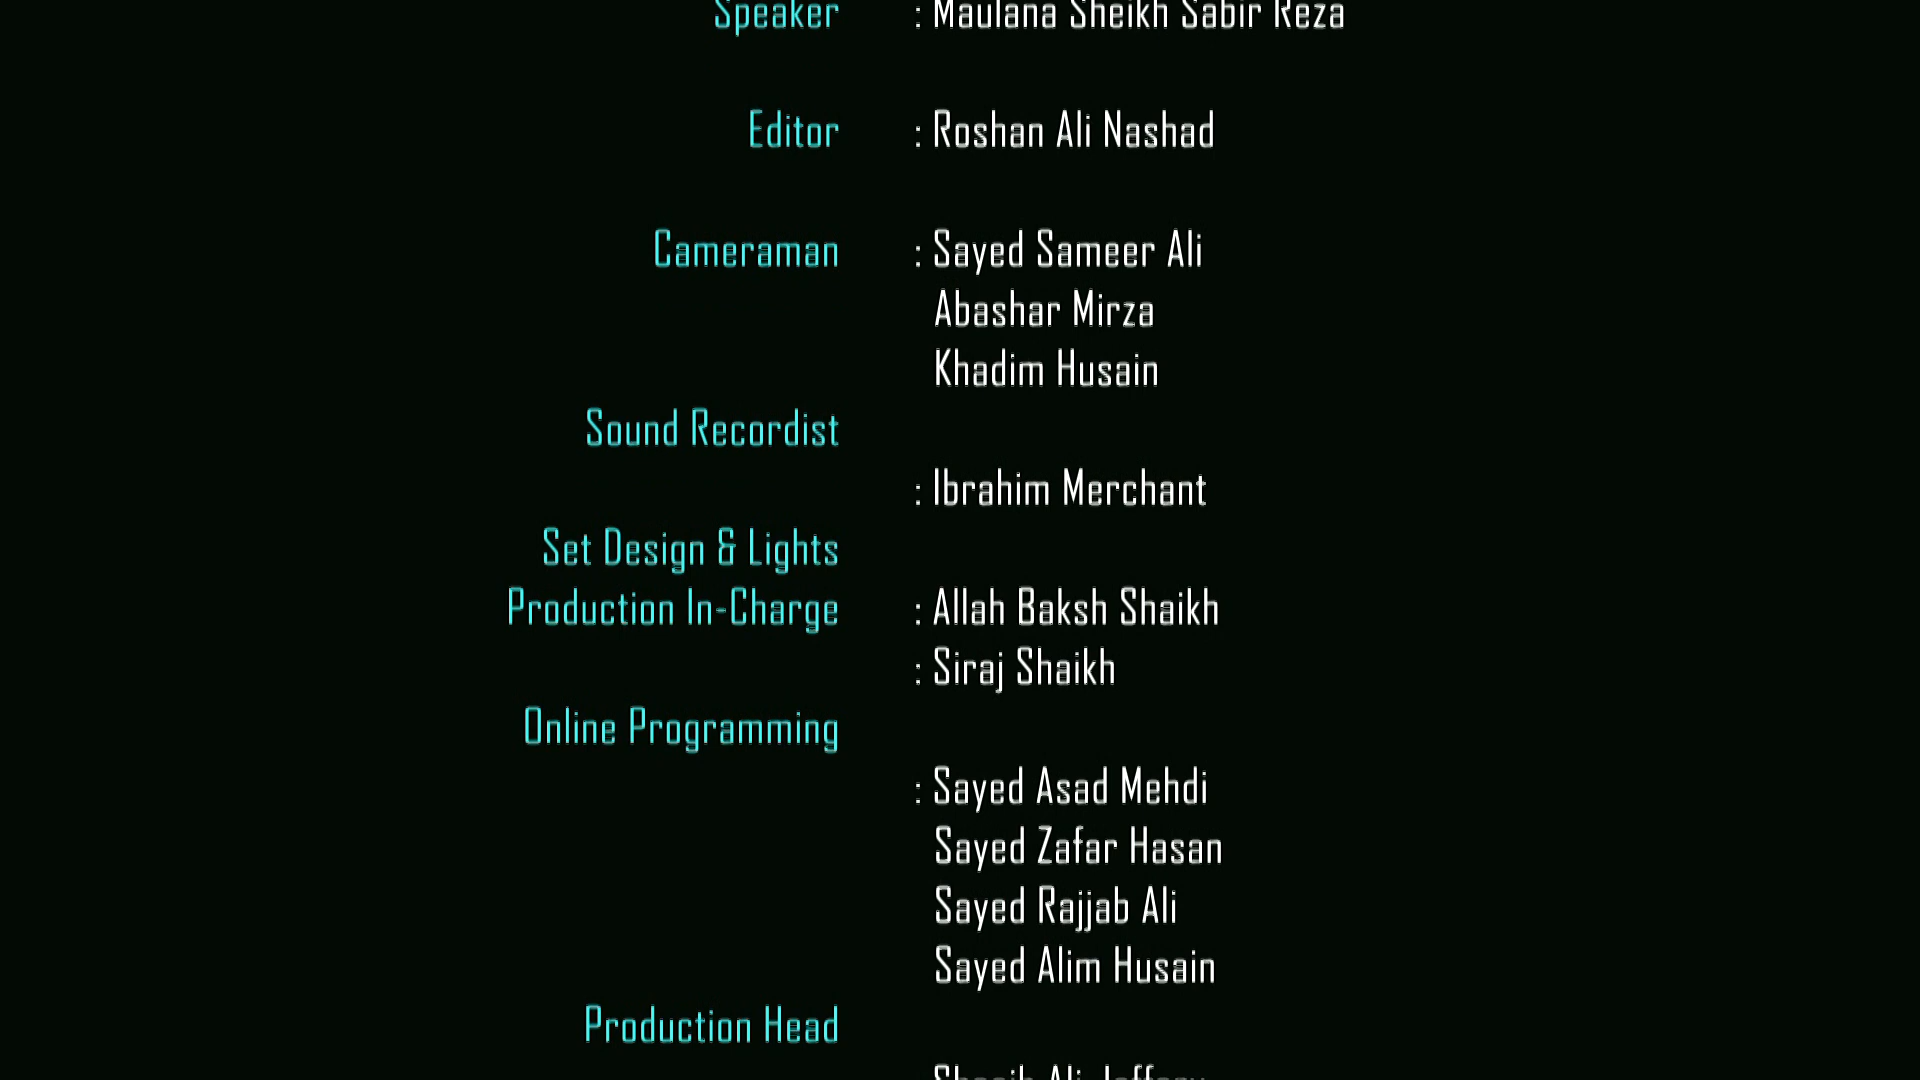 Speaker : Maulana Sheikh Sabir Reza
Editor : Roshan Ali Nashad
Cameraman : Sayed Sameer Ali
Abashar Mirza
Khadim Husain
Sound Recordist
: Ibrahim Merchant
Set Design & Lights
Production In-Charge : Allah Baksh Shaikh
: Siraj Shaikh
Online Programming
: Sayed Asad Mehdi
Sayed Zafar Hasan
Sayed Rajjab Ali
Sayed Alim Husain
Production Head
Ali